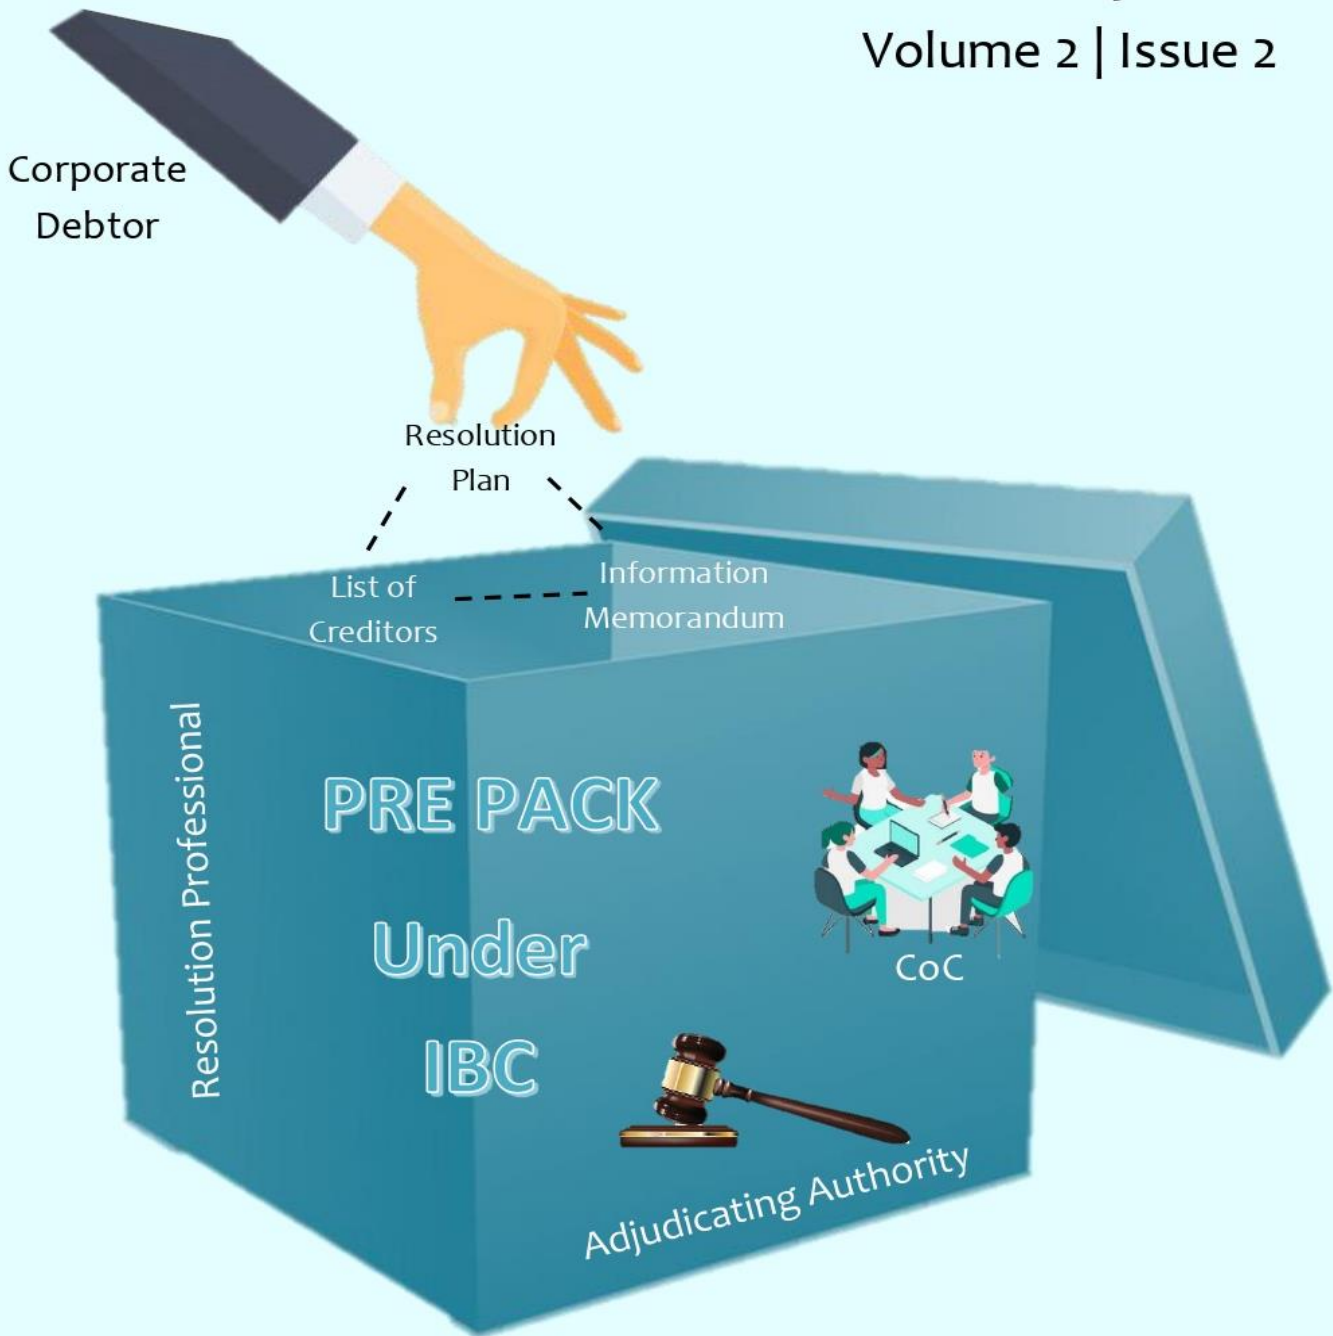 Volume 2 | Issue 2
Corporate
Debtor
Resolution
Plan
List of
Creditors
Information
Memorandum
Resolution Professional
PRE PACK
Under
IBC
CoC
Adjudicating Authority